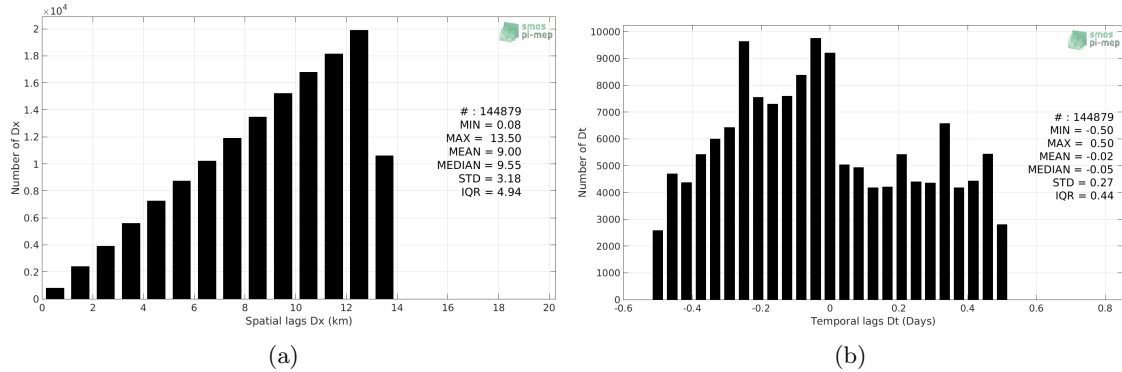 ×10⁴
2
1.8
1.6
1.4
1.2
1
0.8
0.6
0.4
0.2
0
Number of Dx
smos
pi-mep
# : 144879
MIN = 0.08
MAX = 13.50
MEAN = 9.00
MEDIAN = 9.55
STD = 3.18
IQR = 4.94
0 2 4 6 8 10 12 14 16 18 20
Spatial lags Dx (km)
(a)
10000
9000
8000
7000
6000
5000
4000
3000
2000
1000
0
Number of Dt
smos
pi-mep
# : 144879
MIN = -0.50
MAX = 0.50
MEAN = -0.02
MEDIAN = -0.05
STD = 0.27
IQR = 0.44
-0.6 -0.4 -0.2 0 0.2 0.4 0.6 0.8
Temporal lags Dt (Days)
(b)